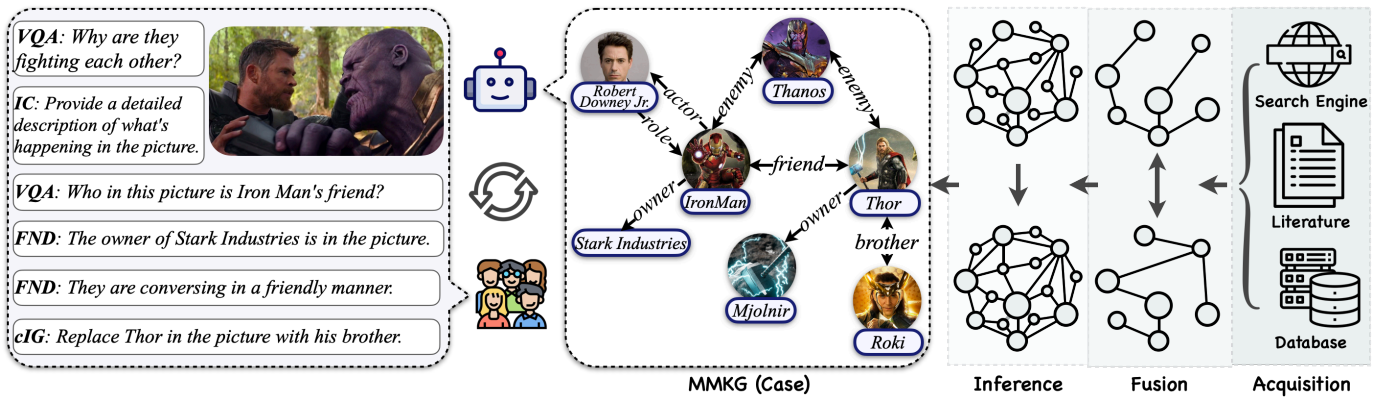 VQA: Why are they
fighting each other?
IC: Provide a detailed
description of what's
happening in the picture.
VQA: Who in this picture is Iron Man's friend?
FND: The owner of Stark Industries is in the picture.
FND: They are conversing in a friendly manner.
cIG: Replace Thor in the picture with his brother.
Robert
Downey Jr.
actor
role
enemy
Thanos
enemy
IronMan
friend
Thor
owner
Stark Industries
owner
Mjolnir
brother
Roki
MMKG (Case)
Inference
Fusion
Search Engine
Literature
Database
Acquisition